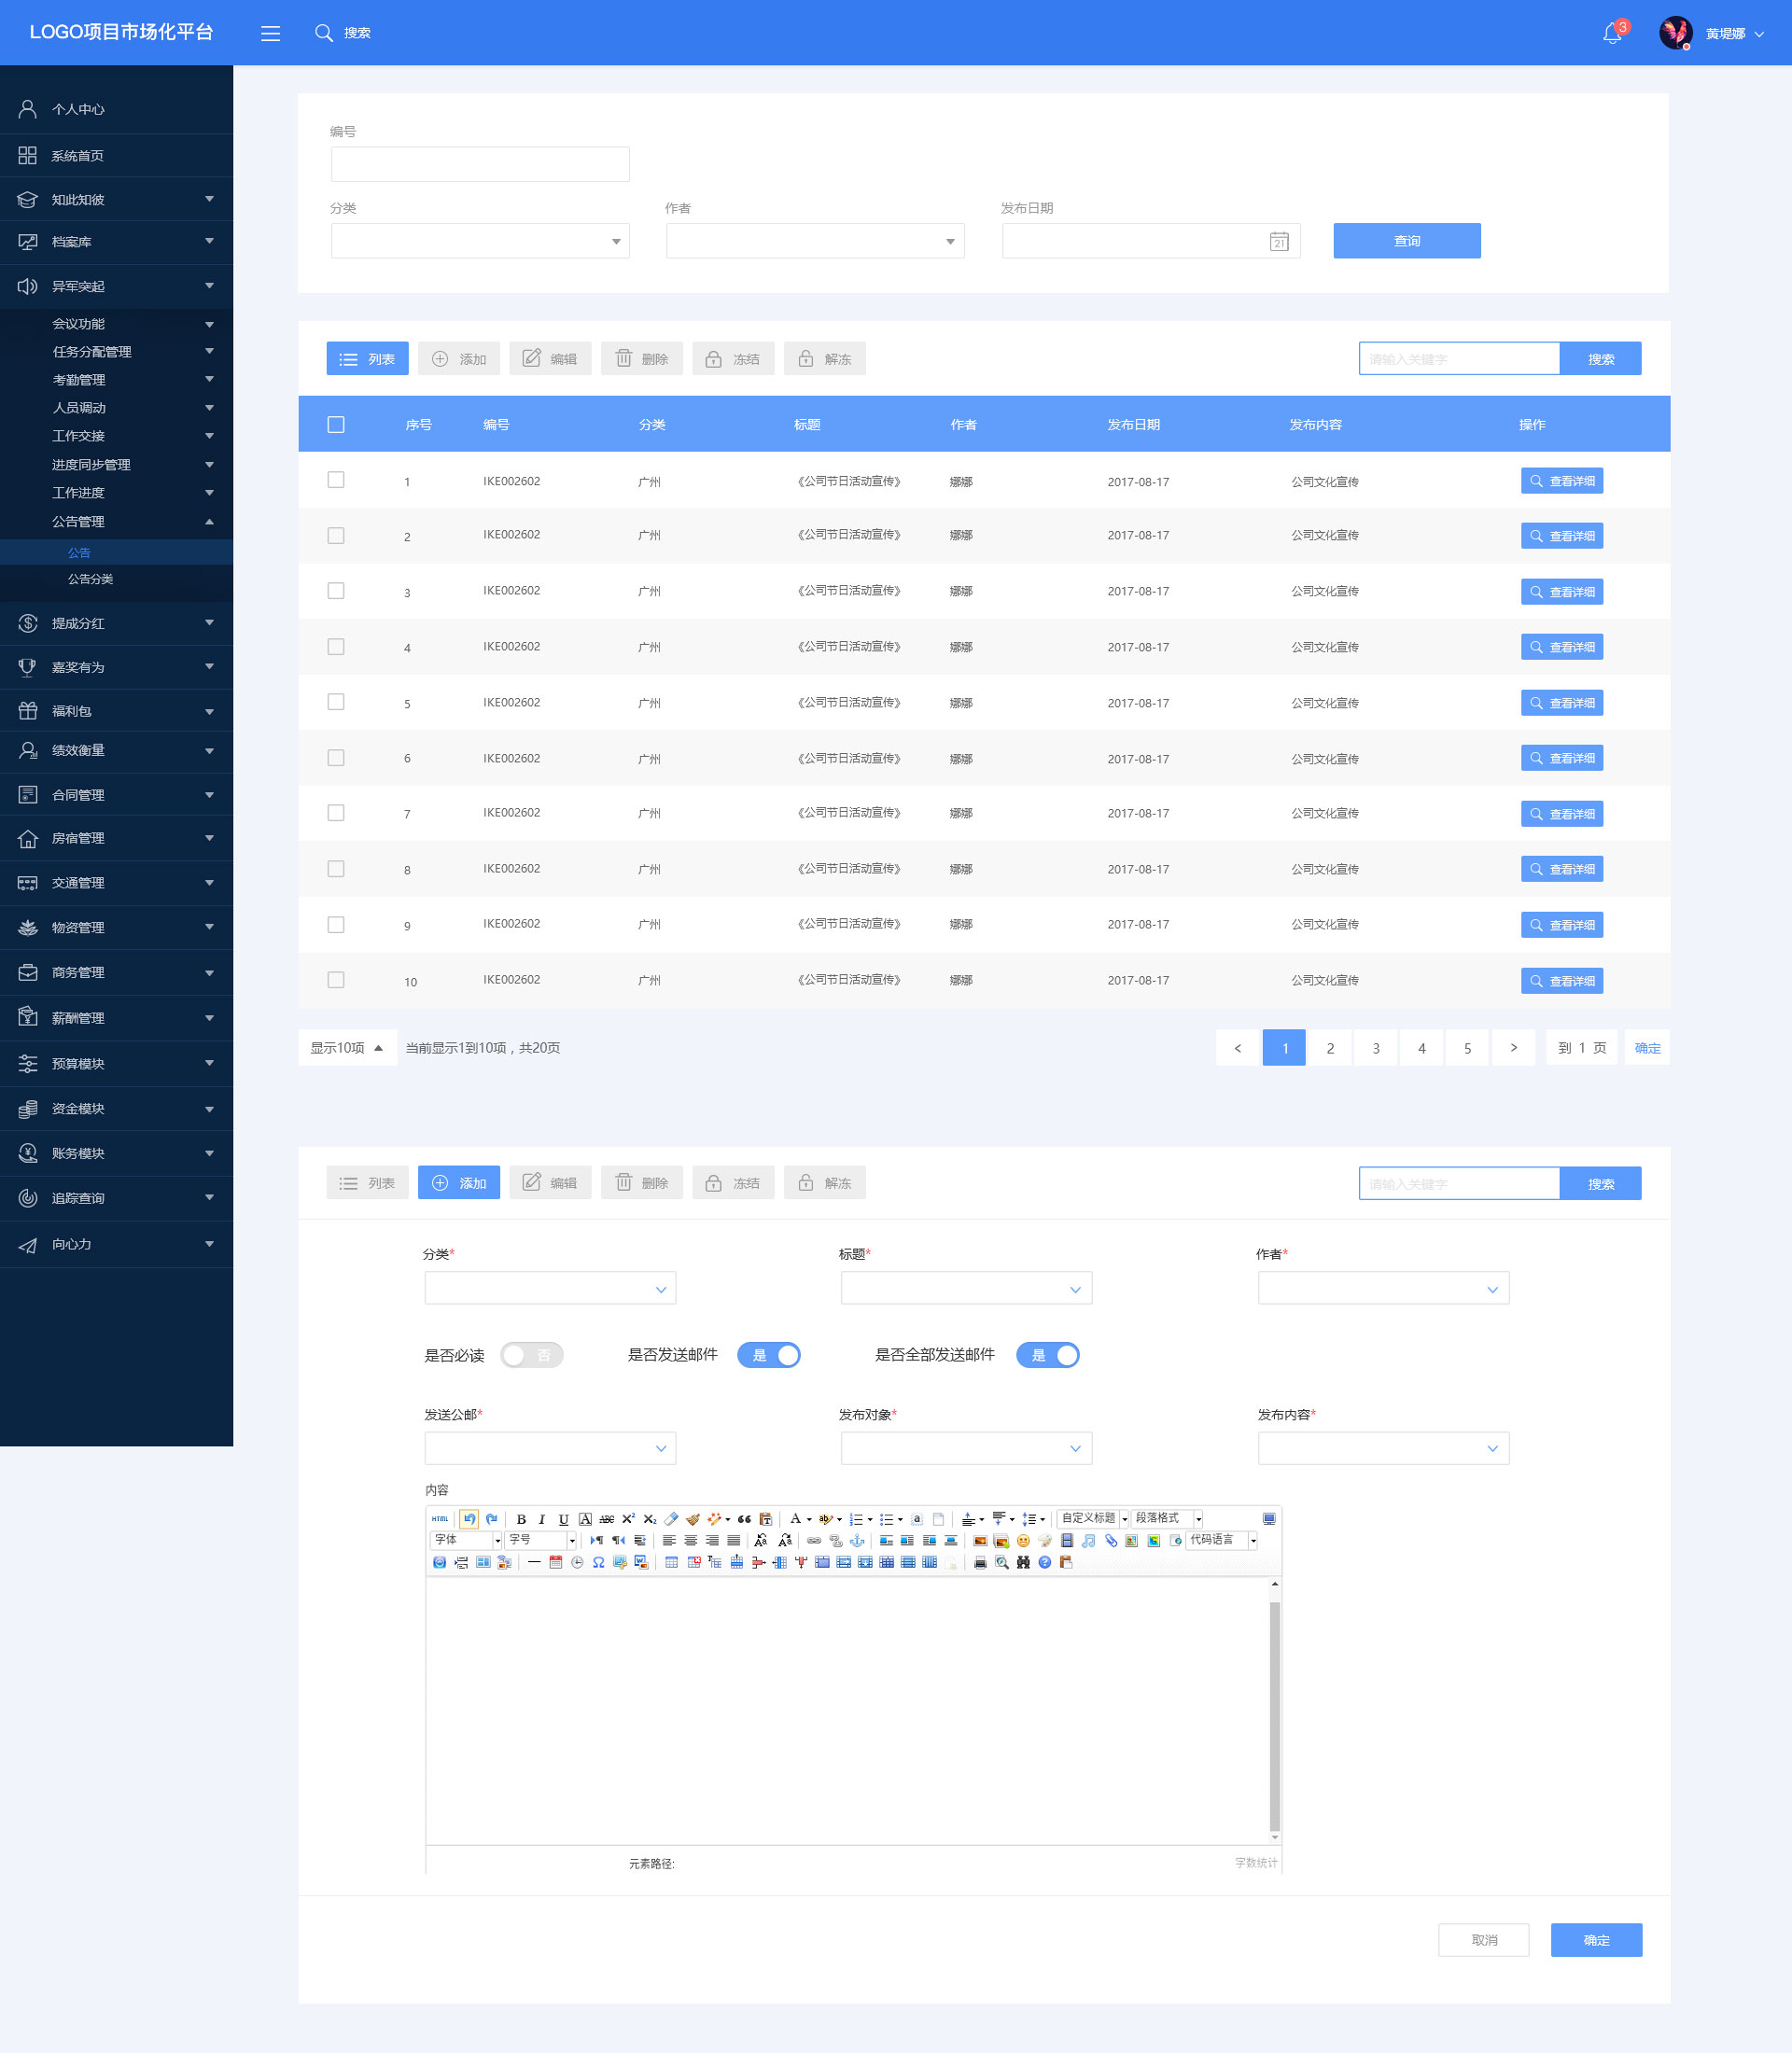 LOGO项目市场化平台
搜索
3
黄堤娜
个人中心
系统首页
知此知彼
档案库
异军突起
会议功能
任务分配管理
考勤管理
人员调动
工作交接
进度同步管理
工作进度
公告管理
公告
公告分类
提成分红
嘉奖有为
福利包
绩效衡量
合同管理
房宿管理
交通管理
物资管理
商务管理
薪酬管理
预算模块
资金模块
账务模块
追踪查询
向心力
编号
分类 作者 发布日期
21 查询
列表 添加 编辑 删除 冻结 解冻 请输入关键字 搜索
序号 编号 分类 标题 作者 发布日期 发布内容 操作
1 IKE002602 广州 《公司节日活动宣传》 娜娜 2017-08-17 公司文化宣传 查看详细
2 IKE002602 广州 《公司节日活动宣传》 娜娜 2017-08-17 公司文化宣传 查看详细
3 IKE002602 广州 《公司节日活动宣传》 娜娜 2017-08-17 公司文化宣传 查看详细
4 IKE002602 广州 《公司节日活动宣传》 娜娜 2017-08-17 公司文化宣传 查看详细
5 IKE002602 广州 《公司节日活动宣传》 娜娜 2017-08-17 公司文化宣传 查看详细
6 IKE002602 广州 《公司节日活动宣传》 娜娜 2017-08-17 公司文化宣传 查看详细
7 IKE002602 广州 《公司节日活动宣传》 娜娜 2017-08-17 公司文化宣传 查看详细
8 IKE002602 广州 《公司节日活动宣传》 娜娜 2017-08-17 公司文化宣传 查看详细
9 IKE002602 广州 《公司节日活动宣传》 娜娜 2017-08-17 公司文化宣传 查看详细
10 IKE002602 广州 《公司节日活动宣传》 娜娜 2017-08-17 公司文化宣传 查看详细
显示10项 当前显示1到10项，共20页 < 1 2 3 4 5 > 到 1 页 确定
列表 添加 编辑 删除 冻结 解冻 请输入关键字 搜索
分类* 标题* 作者*
是否必读 否 是否发送邮件 是 是否全部发送邮件 是
发送公邮* 发布对象* 发布内容*
内容
HTML B I U A ABC X² X₂ A ab a 自定义标题 段落格式
字体 字号 代码语言
元素路径: 字数统计
取消 确定